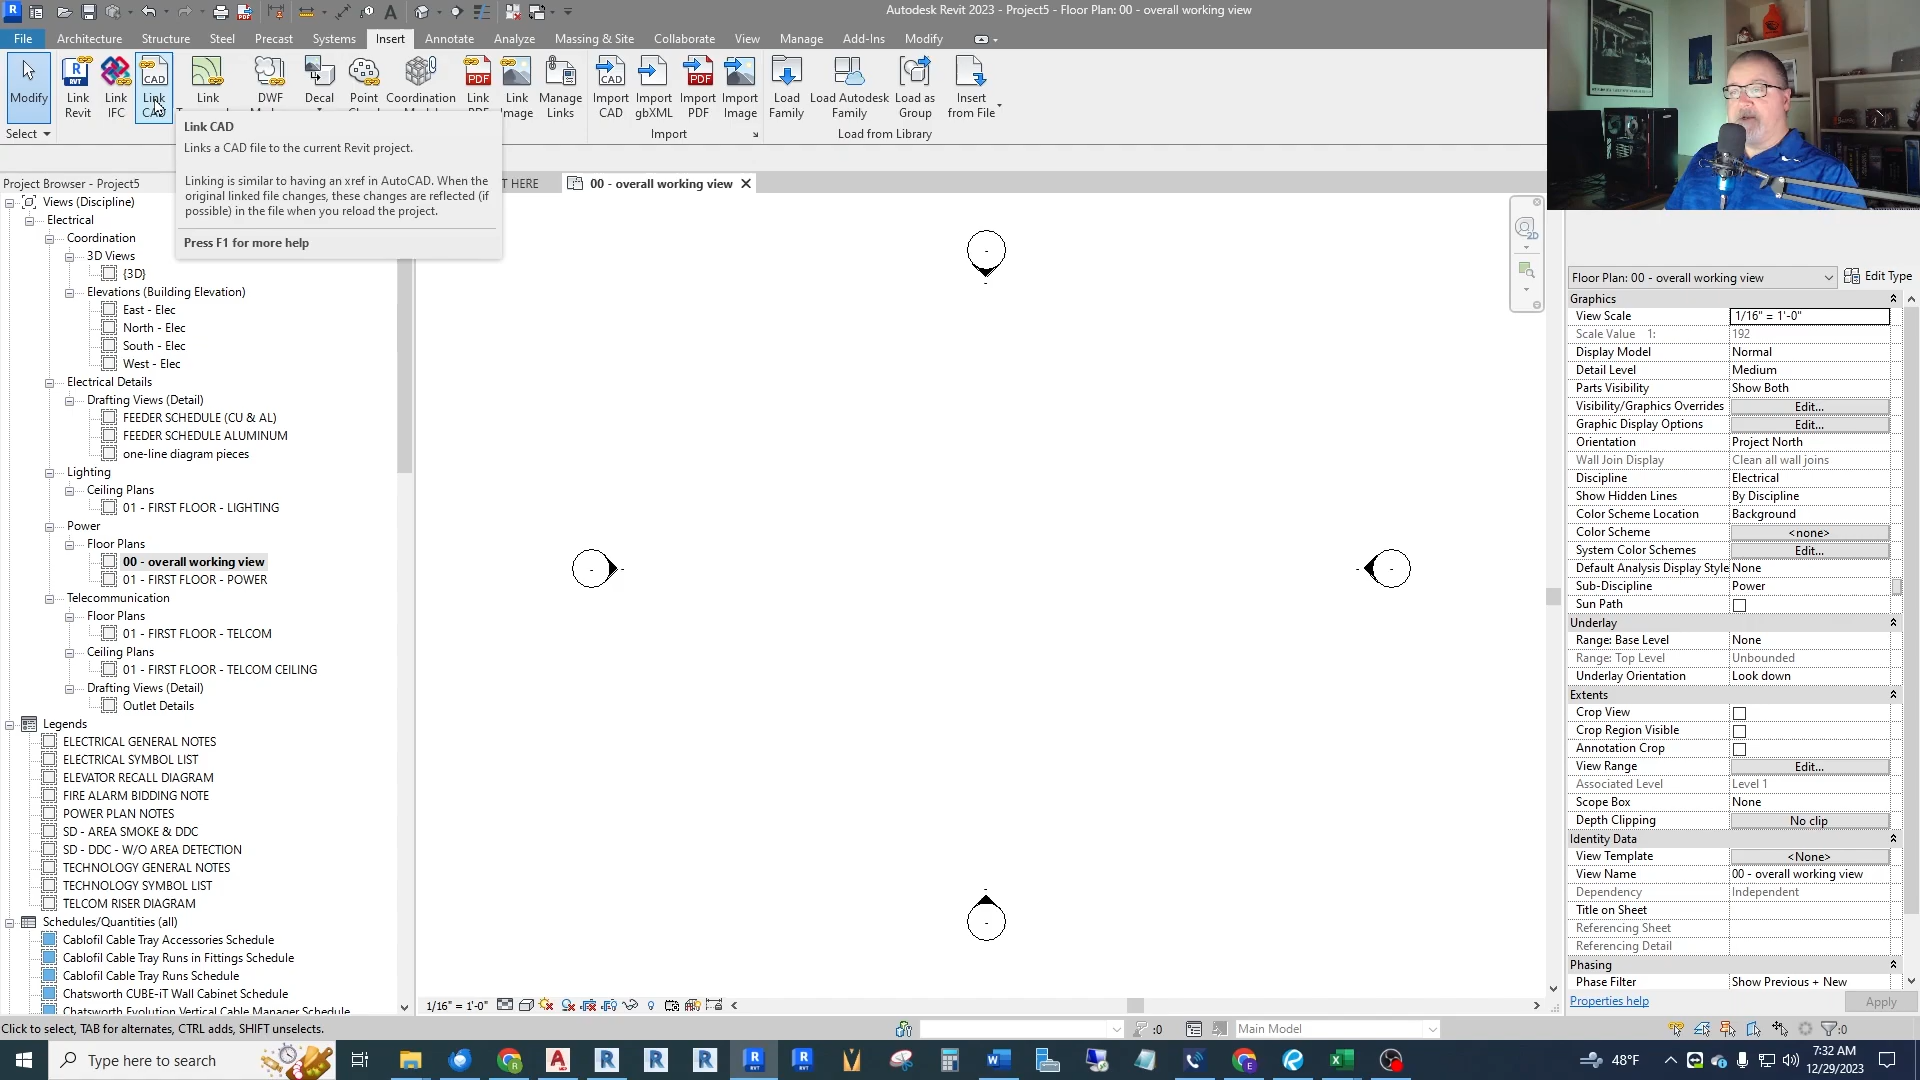 Autodesk Revit 2023 - Project5 - Floor Plan: 00 - overall working view
File
Architecture
Structure
Steel
Precast
Systems
Insert
Annotate
Analyze
Massing & Site
Collaborate
View
Manage
Add-Ins
Modify
Modify
Link Revit
Link IFC
Link CAD
Link
DWF
Decal
Point
Coordination
Link
Link
Manage Links
Import CAD
Import gbXML
Import PDF
Import Image
Load Family
Load Autodesk Family
Load as Group
Insert from File
Select
Import
Load from Library
Link CAD
Links a CAD file to the current Revit project.
Linking is similar to having an xref in AutoCAD. When the
original linked file changes, these changes are reflected (if
possible) in the file when you reload the project.
Press F1 for more help
HERE
00 - overall working view
Project Browser - Project5
Views (Discipline)
Electrical
Coordination
3D Views
{3D}
Elevations (Building Elevation)
East - Elec
North - Elec
South - Elec
West - Elec
Electrical Details
Drafting Views (Detail)
FEEDER SCHEDULE (CU & AL)
FEEDER SCHEDULE ALUMINUM
one-line diagram pieces
Lighting
Ceiling Plans
01 - FIRST FLOOR - LIGHTING
Power
Floor Plans
00 - overall working view
01 - FIRST FLOOR - POWER
Telecommunication
Floor Plans
01 - FIRST FLOOR - TELCOM
Ceiling Plans
01 - FIRST FLOOR - TELCOM CEILING
Drafting Views (Detail)
Outlet Details
Legends
ELECTRICAL GENERAL NOTES
ELECTRICAL SYMBOL LIST
ELEVATOR RECALL DIAGRAM
FIRE ALARM BIDDING NOTE
POWER PLAN NOTES
SD - AREA SMOKE & DDC
SD - DDC - W/O AREA DETECTION
TECHNOLOGY GENERAL NOTES
TECHNOLOGY SYMBOL LIST
TELCOM RISER DIAGRAM
Schedules/Quantities (all)
Cablofil Cable Tray Accessories Schedule
Cablofil Cable Tray Runs in Fittings Schedule
Cablofil Cable Tray Runs Schedule
Chatsworth CUBE-iT Wall Cabinet Schedule
Chatsworth Evolution Vertical Cable Manager Schedule
Floor Plan: 00 - overall working view
Edit Type
Graphics
View Scale 1/16" = 1'-0"
Scale Value 1: 192
Display Model Normal
Detail Level Medium
Parts Visibility Show Both
Visibility/Graphics Overrides Edit...
Graphic Display Options Edit...
Orientation Project North
Wall Join Display Clean all wall joins
Discipline Electrical
Show Hidden Lines By Discipline
Color Scheme Location Background
Color Scheme <none>
System Color Schemes Edit...
Default Analysis Display Style None
Sub-Discipline Power
Sun Path
Underlay
Range: Base Level None
Range: Top Level Unbounded
Underlay Orientation Look down
Extents
Crop View
Crop Region Visible
Annotation Crop
View Range Edit...
Associated Level Level 1
Scope Box None
Depth Clipping No clip
Identity Data
View Template <None>
View Name 00 - overall working view
Dependency Independent
Title on Sheet
Referencing Sheet
Referencing Detail
Phasing
Phase Filter Show Previous + New
Properties help
Apply
1/16" = 1'-0"
Click to select, TAB for alternates, CTRL adds, SHIFT unselects.
:0
Main Model
:0
Type here to search
48°F
7:32 AM
12/29/2023